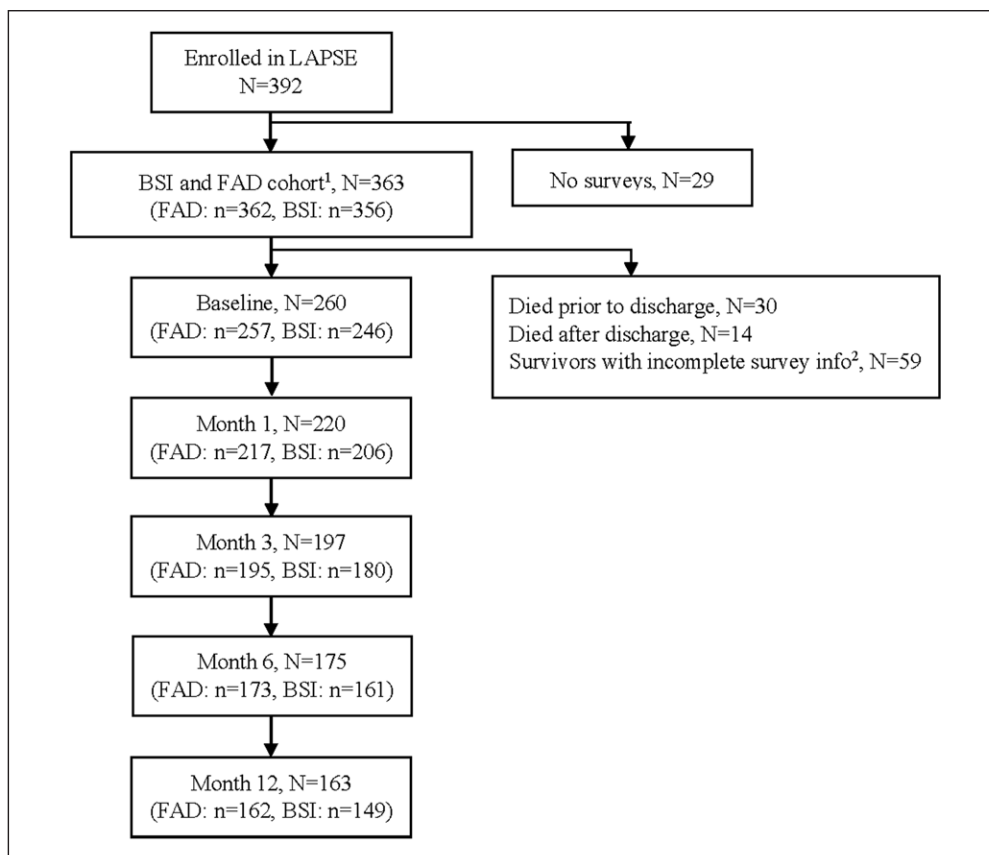 Enrolled in LAPSE
N=392
BSI and FAD cohort¹, N=363
(FAD: n=362, BSI: n=356)
No surveys, N=29
Baseline, N=260
(FAD: n=257, BSI: n=246)
Died prior to discharge, N=30
Died after discharge, N=14
Survivors with incomplete survey info², N=59
Month 1, N=220
(FAD: n=217, BSI: n=206)
Month 3, N=197
(FAD: n=195, BSI: n=180)
Month 6, N=175
(FAD: n=173, BSI: n=161)
Month 12, N=163
(FAD: n=162, BSI: n=149)